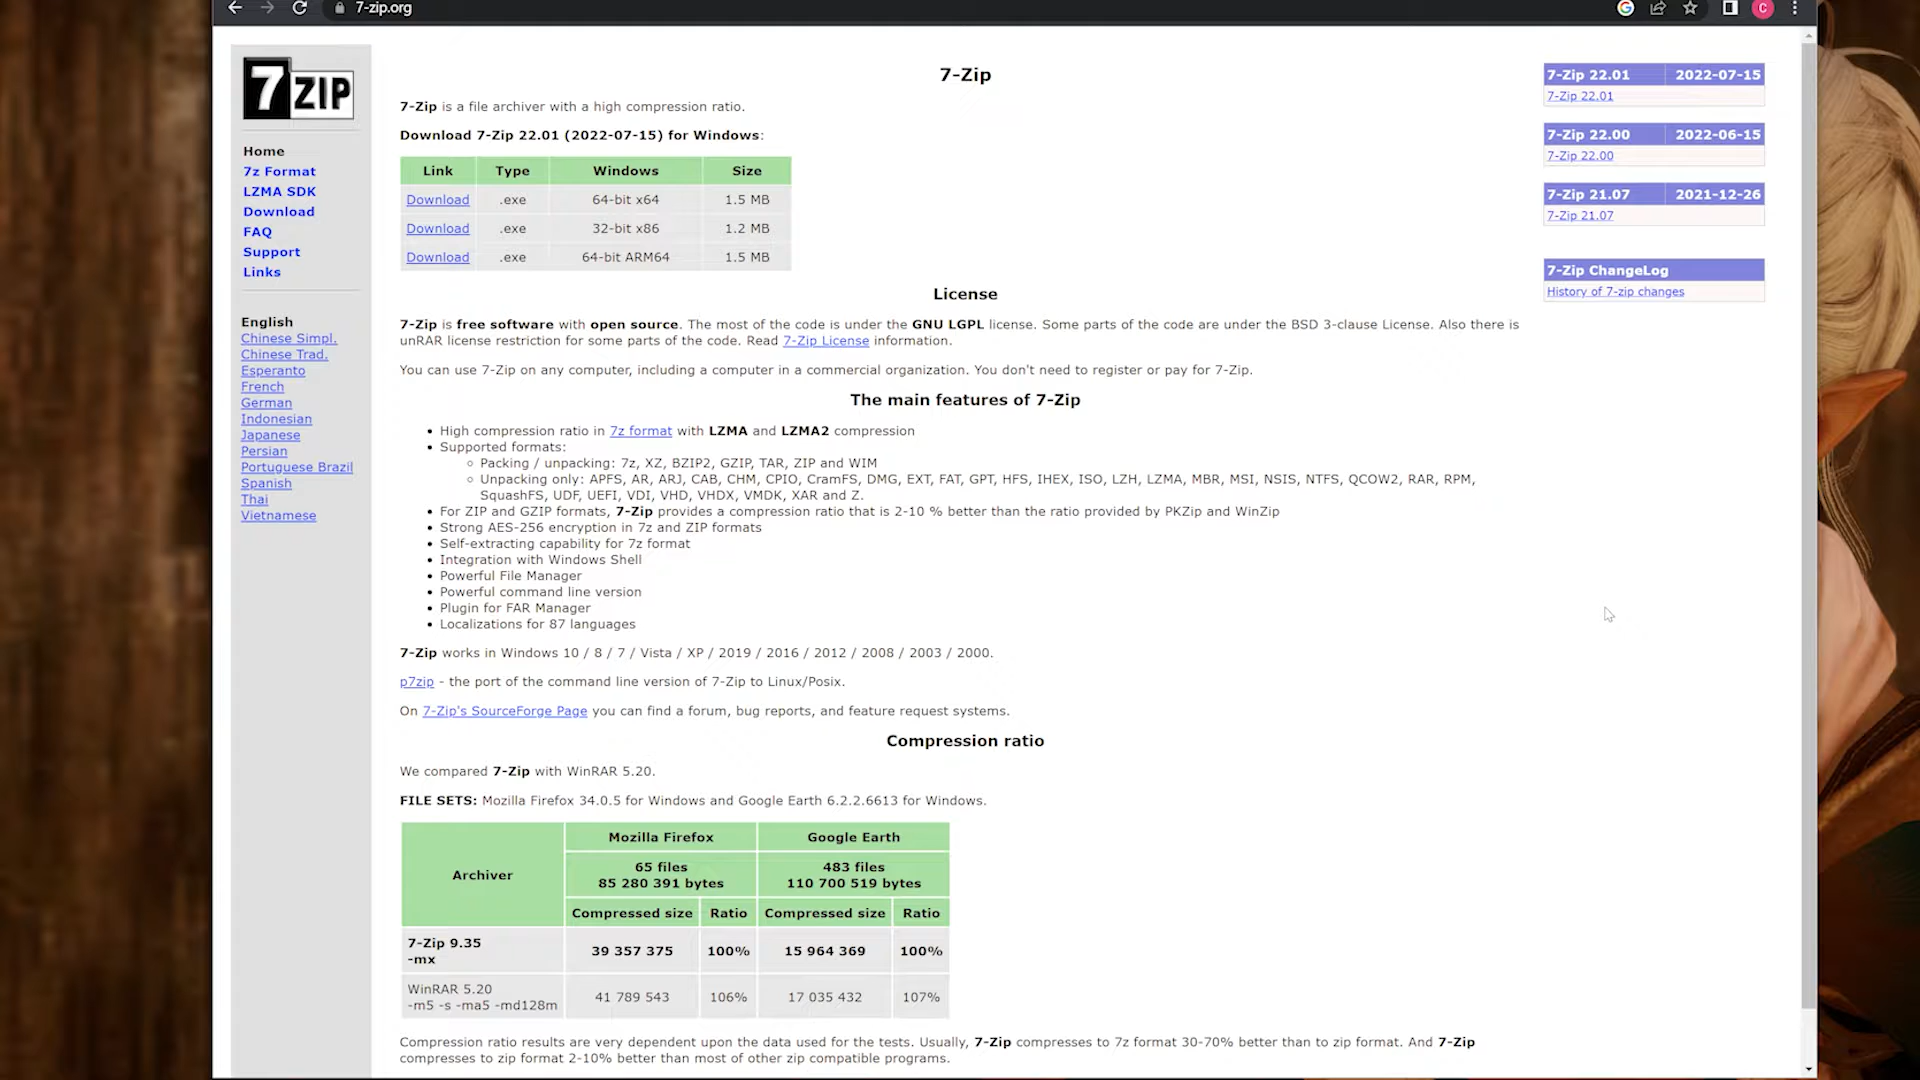 7-zip.org
C
7ZIP
Home
7z Format
LZMA SDK
Download
FAQ
Support
Links
English
Chinese Simpl.
Chinese Trad.
Esperanto
French
German
Indonesian
Japanese
Persian
Portuguese Brazil
Spanish
Thai
Vietnamese
7-Zip
7-Zip is a file archiver with a high compression ratio.
Download 7-Zip 22.01 (2022-07-15) for Windows:
Link Type Windows Size
Download .exe 64-bit x64 1.5 MB
Download .exe 32-bit x86 1.2 MB
Download .exe 64-bit ARM64 1.5 MB
License
7-Zip is free software with open source. The most of the code is under the GNU LGPL license. Some parts of the code are under the BSD 3-clause License. Also there is
unRAR license restriction for some parts of the code. Read 7-Zip License information.
You can use 7-Zip on any computer, including a computer in a commercial organization. You don't need to register or pay for 7-Zip.
The main features of 7-Zip
• High compression ratio in 7z format with LZMA and LZMA2 compression
• Supported formats:
○ Packing / unpacking: 7z, XZ, BZIP2, GZIP, TAR, ZIP and WIM
○ Unpacking only: APFS, AR, ARJ, CAB, CHM, CPIO, CramFS, DMG, EXT, FAT, GPT, HFS, IHEX, ISO, LZH, LZMA, MBR, MSI, NSIS, NTFS, QCOW2, RAR, RPM,
SquashFS, UDF, UEFI, VDI, VHD, VHDX, VMDK, XAR and Z.
• For ZIP and GZIP formats, 7-Zip provides a compression ratio that is 2-10 % better than the ratio provided by PKZip and WinZip
• Strong AES-256 encryption in 7z and ZIP formats
• Self-extracting capability for 7z format
• Integration with Windows Shell
• Powerful File Manager
• Powerful command line version
• Plugin for FAR Manager
• Localizations for 87 languages
7-Zip works in Windows 10 / 8 / 7 / Vista / XP / 2019 / 2016 / 2012 / 2008 / 2003 / 2000.
p7zip - the port of the command line version of 7-Zip to Linux/Posix.
On 7-Zip's SourceForge Page you can find a forum, bug reports, and feature request systems.
Compression ratio
We compared 7-Zip with WinRAR 5.20.
FILE SETS: Mozilla Firefox 34.0.5 for Windows and Google Earth 6.2.2.6613 for Windows.
Archiver Mozilla Firefox Google Earth
65 files 483 files
85 280 391 bytes 110 700 519 bytes
Compressed size Ratio Compressed size Ratio
7-Zip 9.35
-mx 39 357 375 100% 15 964 369 100%
WinRAR 5.20
-m5 -s -ma5 -md128m 41 789 543 106% 17 035 432 107%
Compression ratio results are very dependent upon the data used for the tests. Usually, 7-Zip compresses to 7z format 30-70% better than to zip format. And 7-Zip
compresses to zip format 2-10% better than most of other zip compatible programs.
7-Zip 22.01 2022-07-15
7-Zip 22.01
7-Zip 22.00 2022-06-15
7-Zip 22.00
7-Zip 21.07 2021-12-26
7-Zip 21.07
7-Zip ChangeLog
History of 7-zip changes